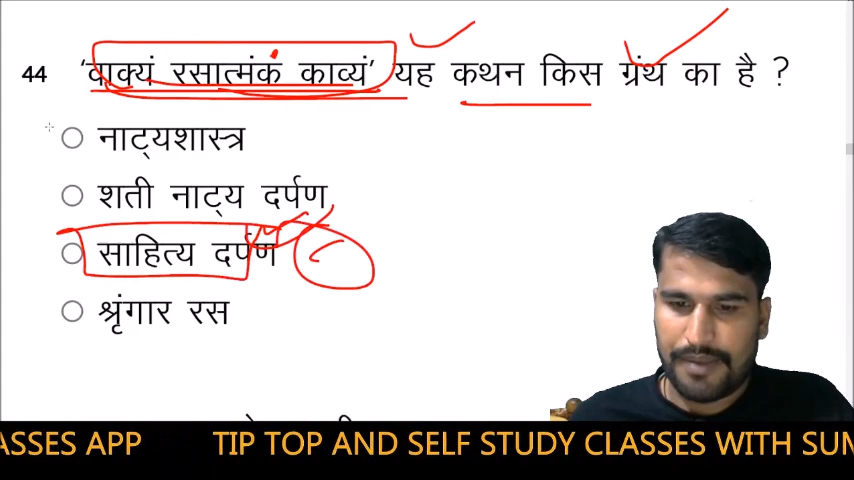 44 'वाक्यं रसात्मंकं काव्यं' यह कथन किस ग्रंथ का है ?
नाट्यशास्त्र
शती नाट्य दर्पण
साहित्य दर्पण
श्रृंगार रस
ASSES APP TIP TOP AND SELF STUDY CLASSES WITH SUM